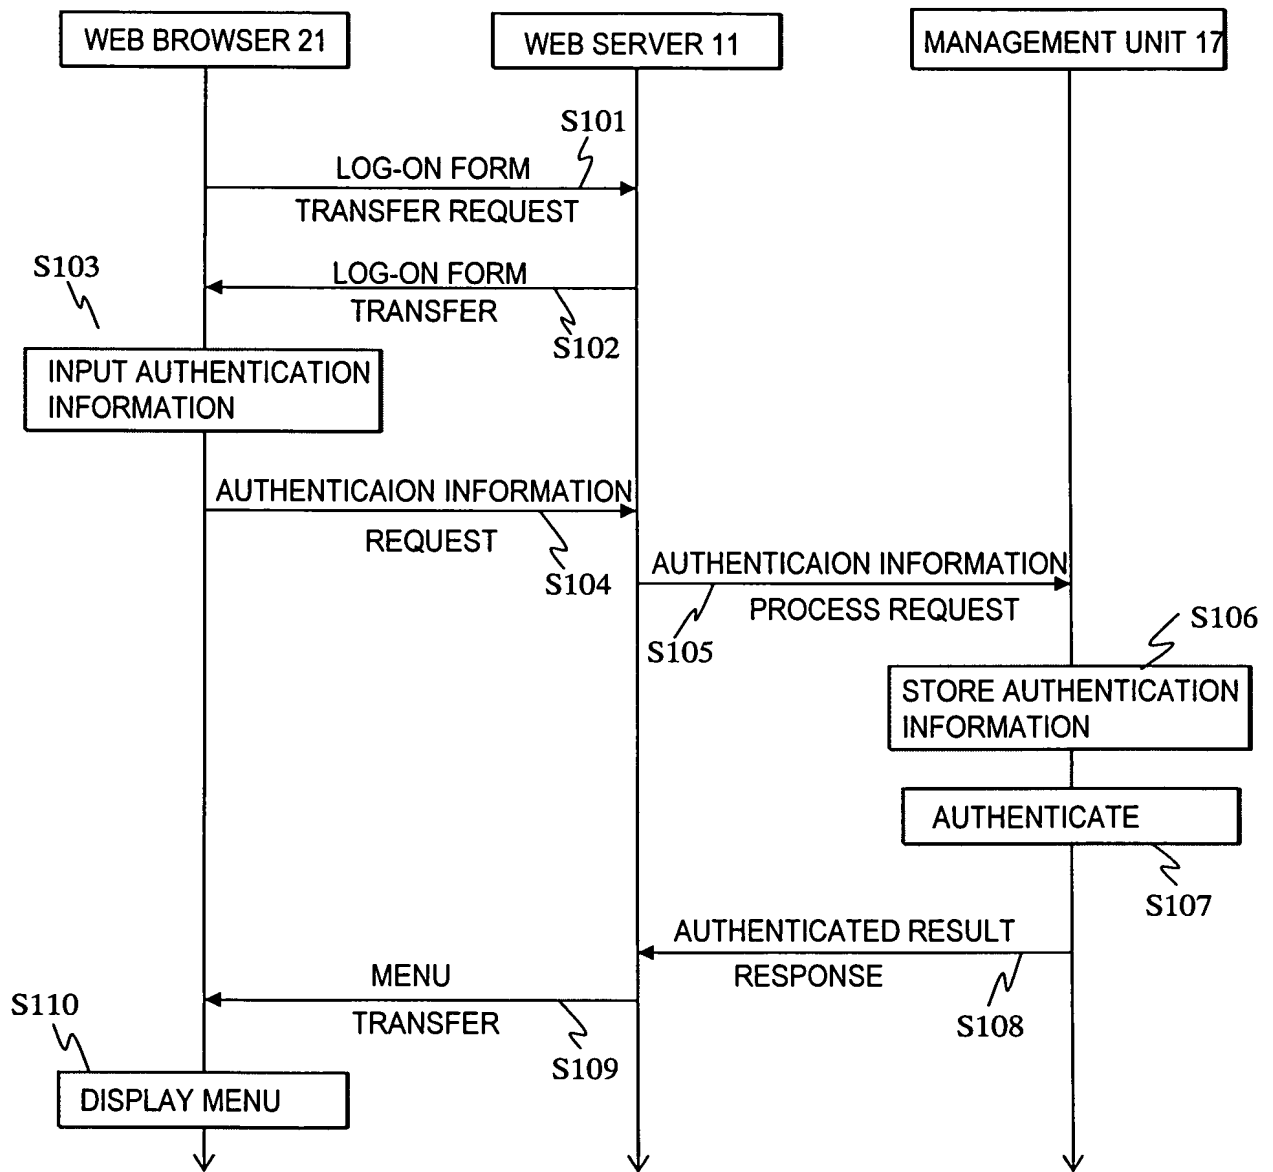 WEB BROWSER 21
WEB SERVER 11
MANAGEMENT UNIT 17
S101
LOG-ON FORM
TRANSFER REQUEST
S103
LOG-ON FORM
TRANSFER
S102
INPUT AUTHENTICATION
INFORMATION
AUTHENTICAION INFORMATION
REQUEST
S104
AUTHENTICAION INFORMATION
PROCESS REQUEST
S105
S106
STORE AUTHENTICATION
INFORMATION
AUTHENTICATE
S107
AUTHENTICATED RESULT
RESPONSE
S108
MENU
TRANSFER
S109
S110
DISPLAY MENU